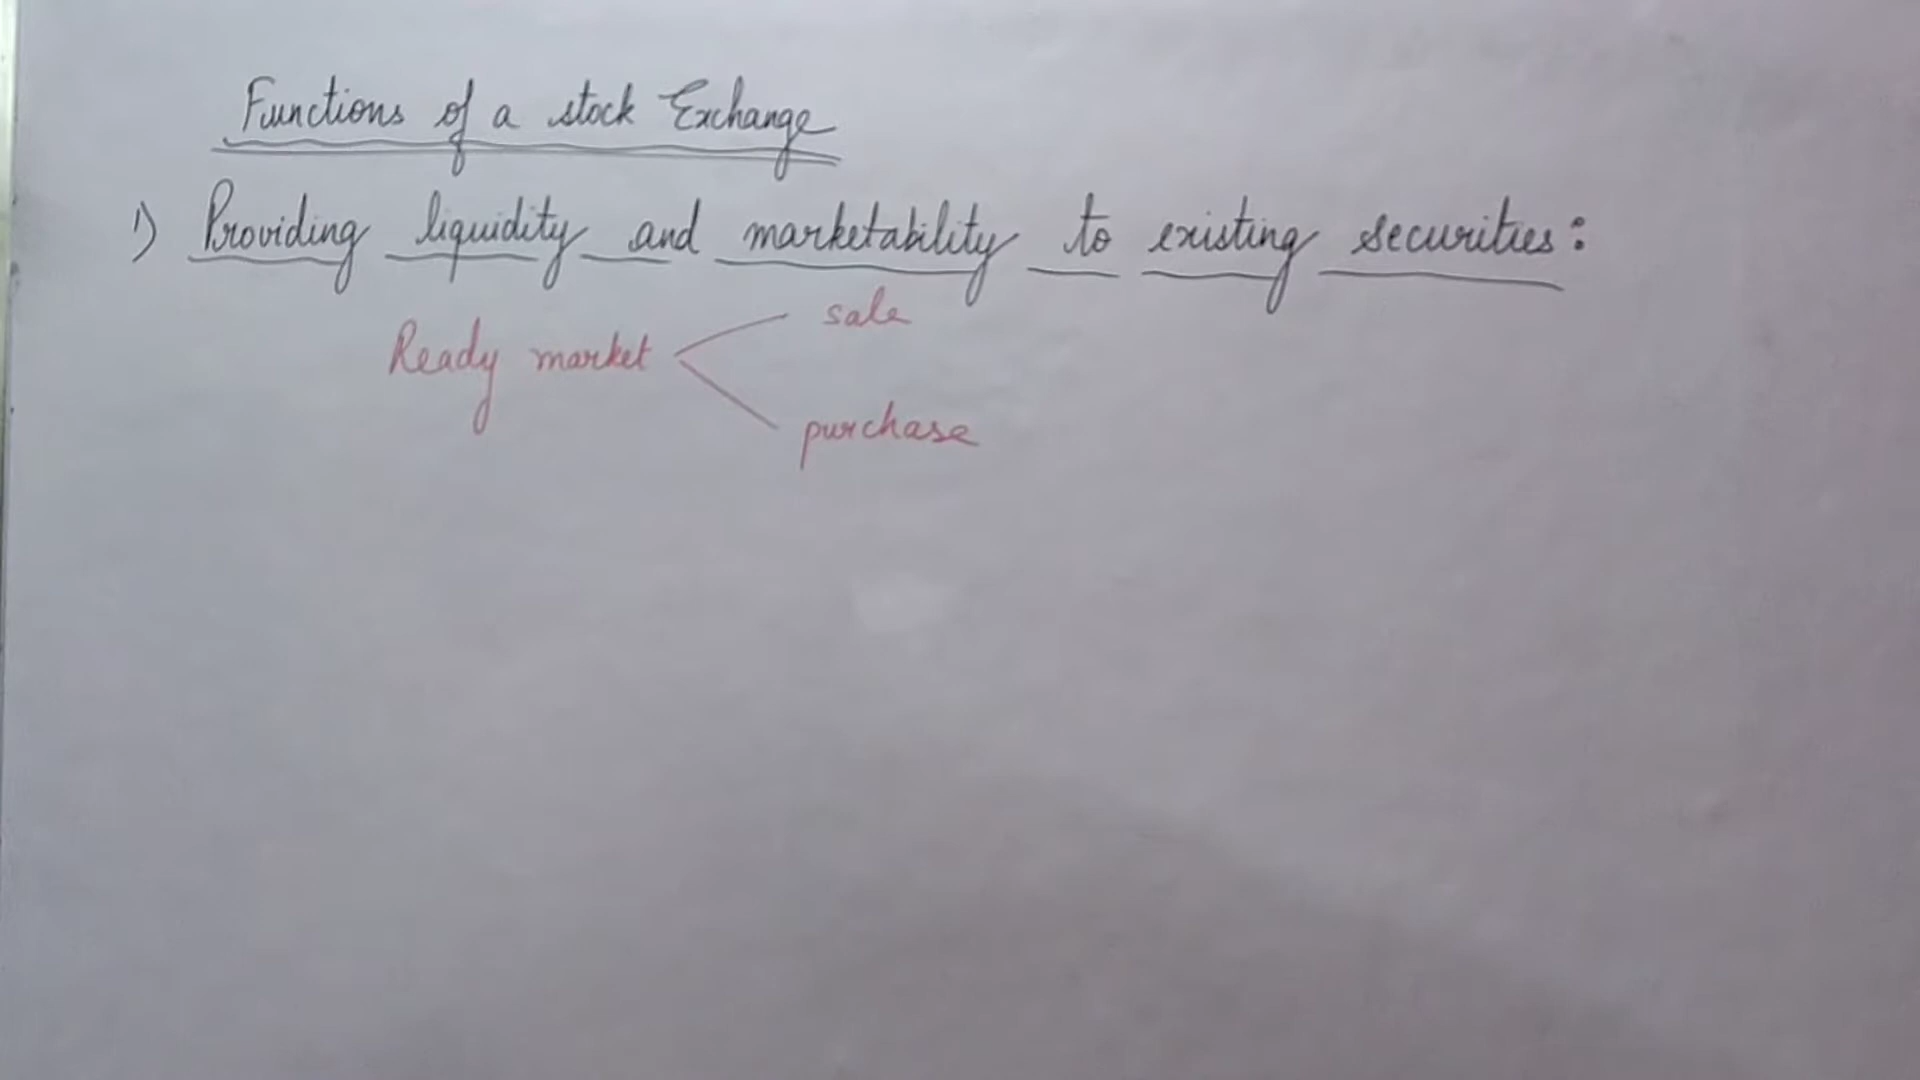 Functions of a stock Exchange
1) Providing liquidity and marketability to existing securities:
sale
Ready market
purchase